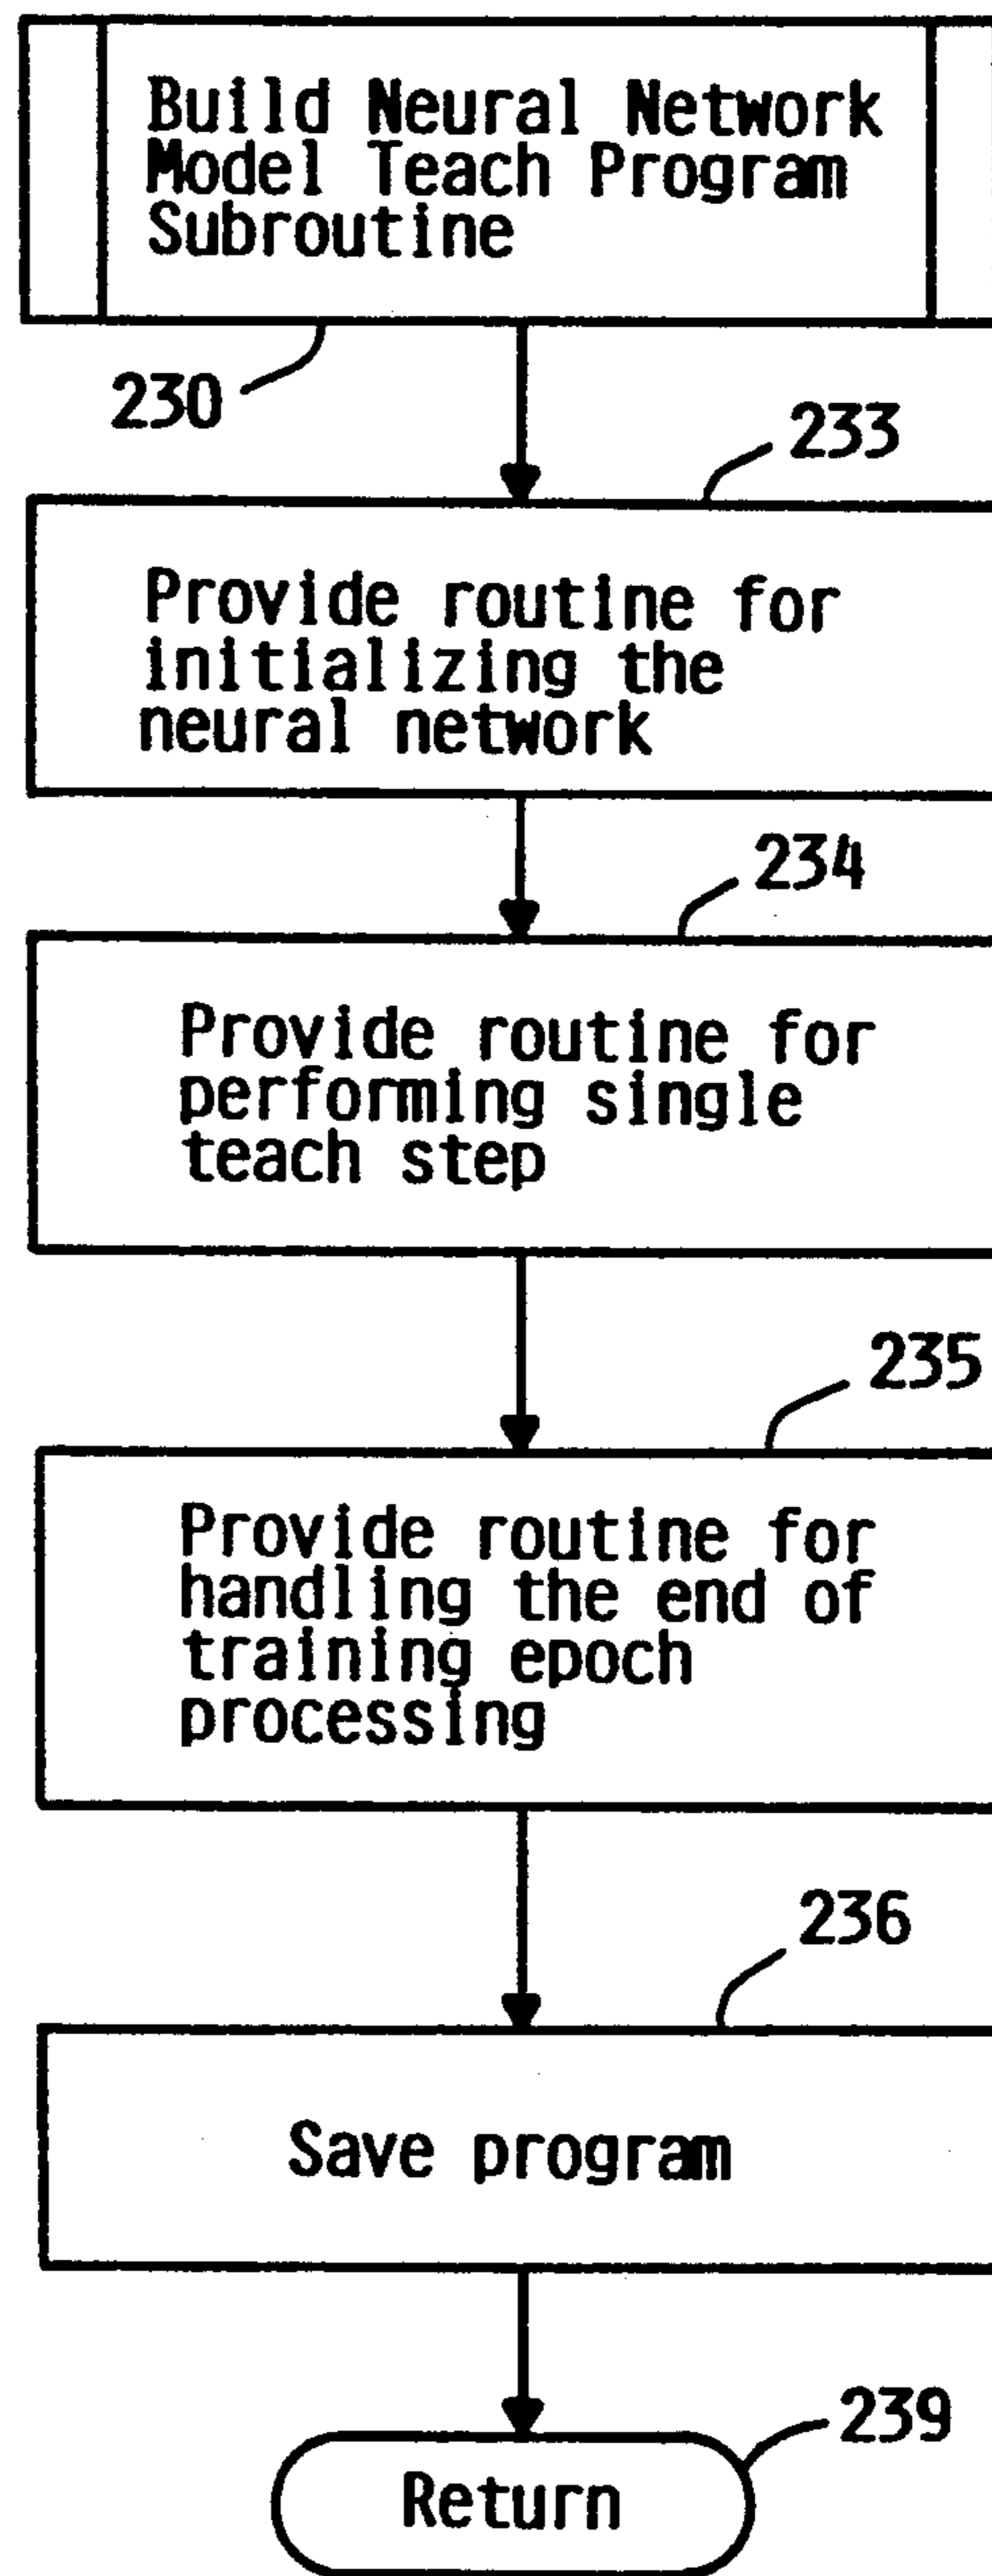 Build Neural Network
Model Teach Program
Subroutine
230
233
Provide routine for
initializing the
neural network
234
Provide routine for
performing single
teach step
235
Provide routine for
handling the end of
training epoch
processing
236
Save program
239
Return